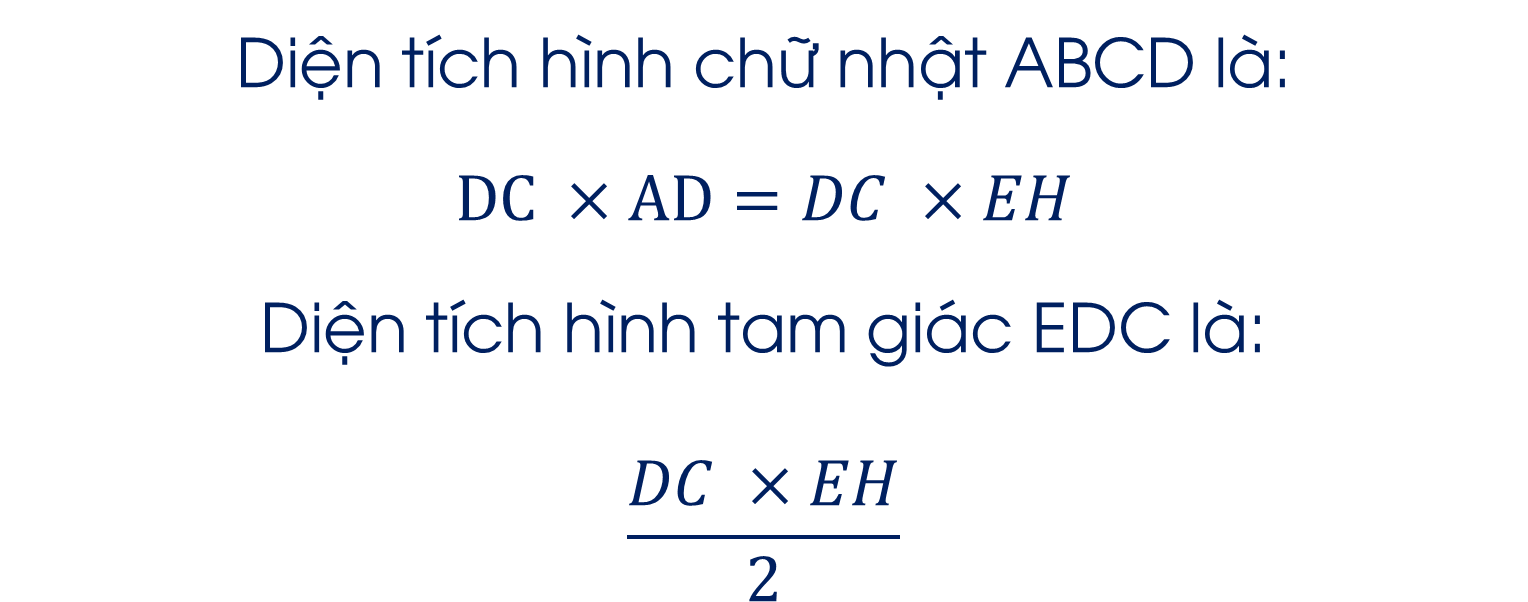 Diện tích hình chữ nhật ABCD là:
DC × AD = DC × EH
Diện tích hình tam giác EDC là:
DC × EH
2